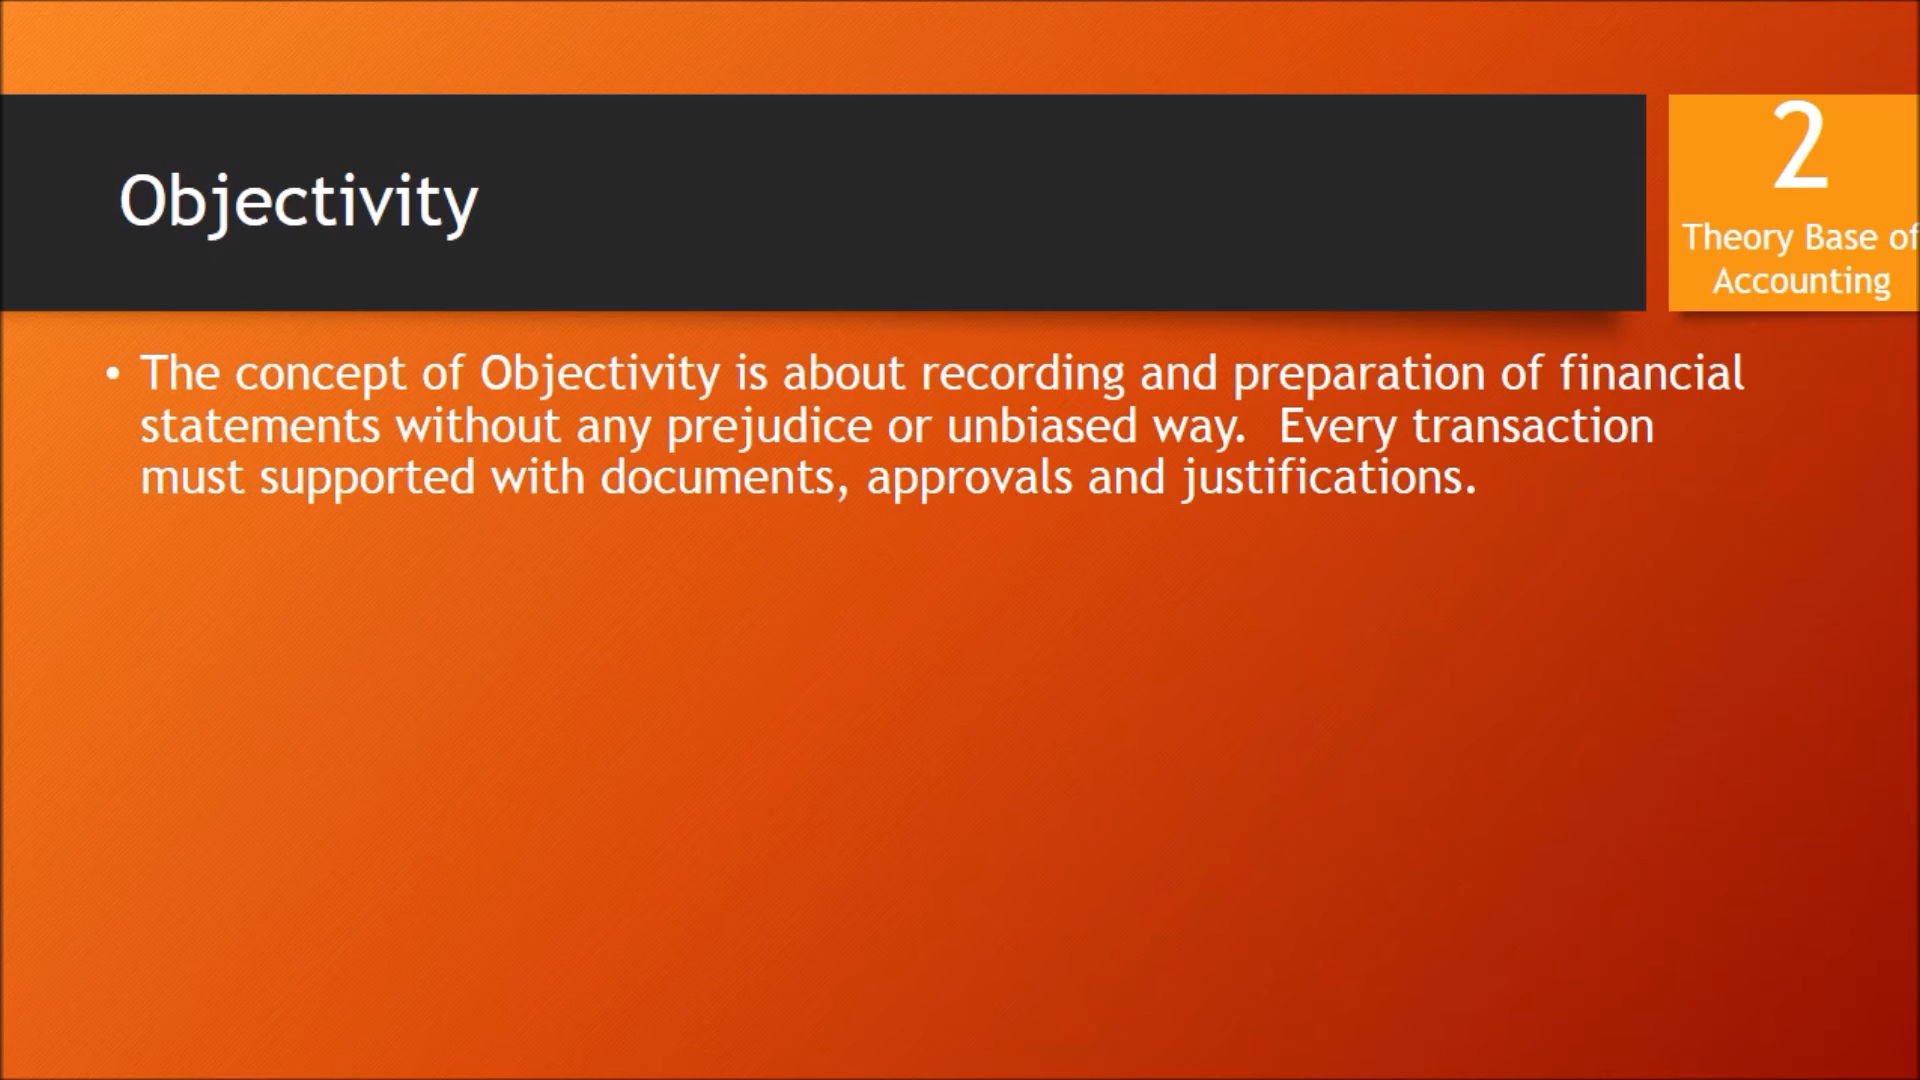 Objectivity
2
Theory Base of
Accounting
• The concept of Objectivity is about recording and preparation of financial
statements without any prejudice or unbiased way.  Every transaction
must supported with documents, approvals and justifications.